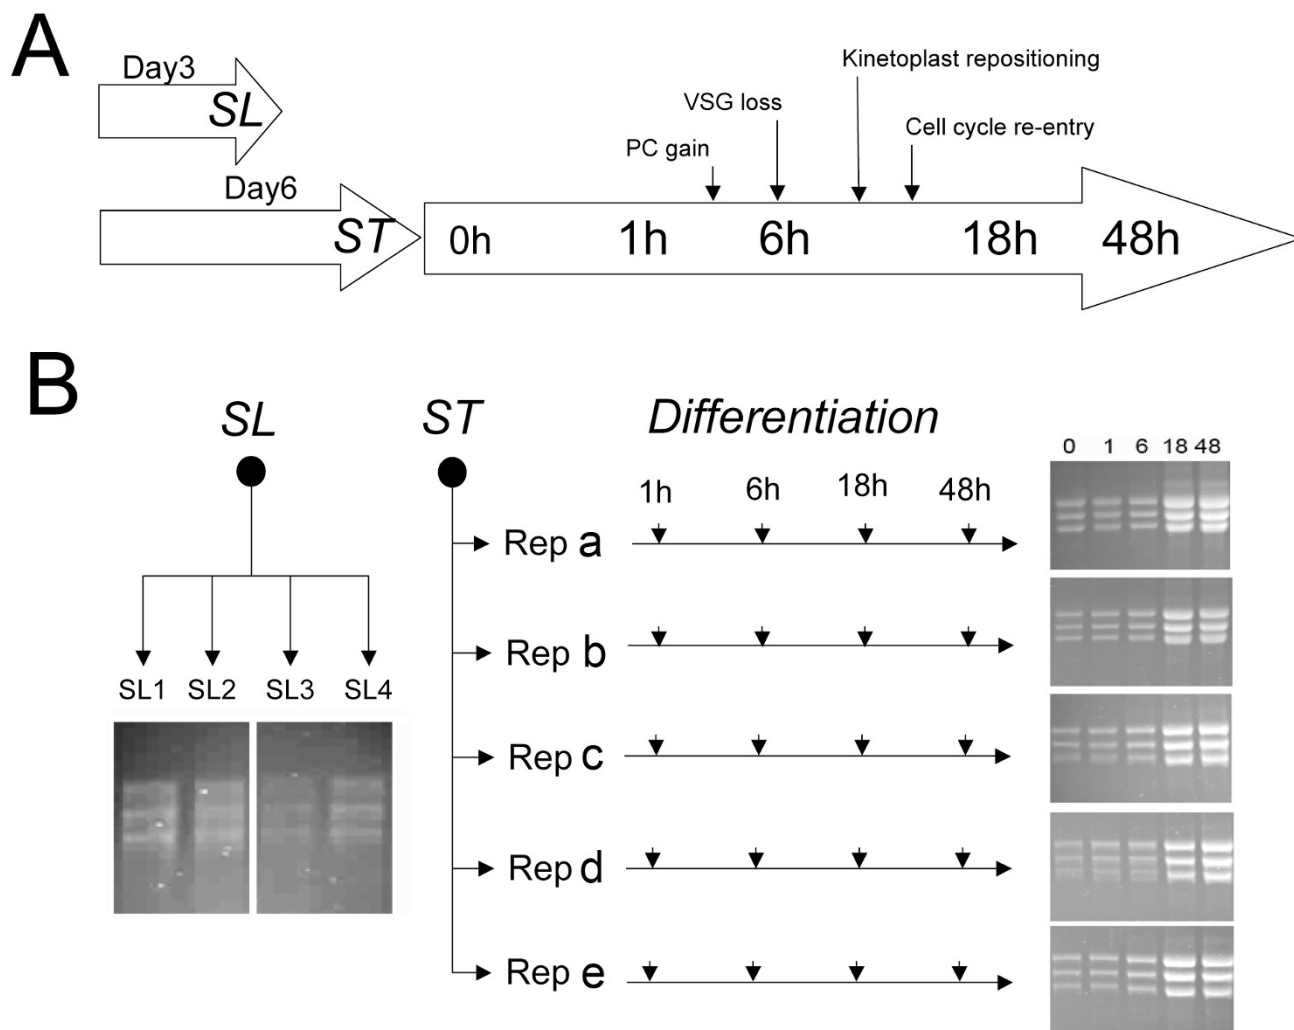 A
Day3
SL
Day6
ST
Kinetoplast repositioning
VSG loss
Cell cycle re-entry
PC gain
0h 1h 6h 18h 48h
B
SL ST Differentiation
0 1 6 18 48
1h 6h 18h 48h
Rep a
Rep b
SL1 SL2 SL3 SL4
Rep c
Rep d
Rep e